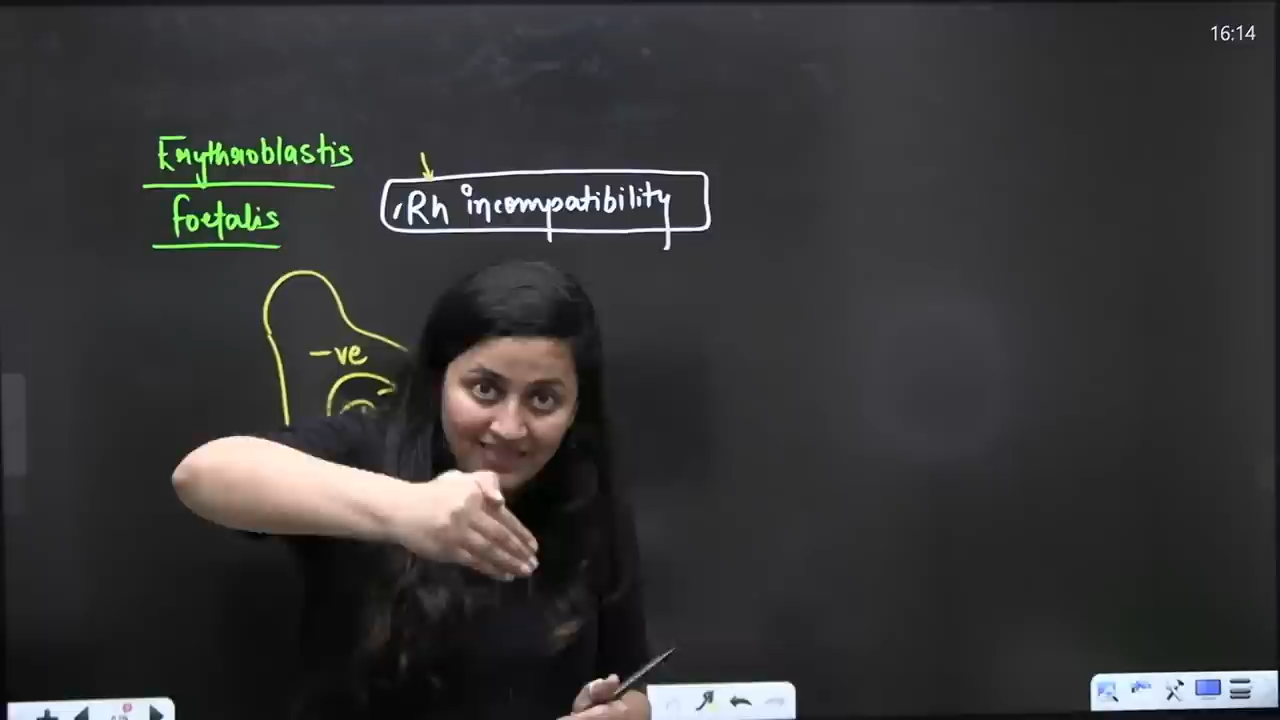 16:14
Erythroblastis
foetalis
Rh incompatibility
-ve